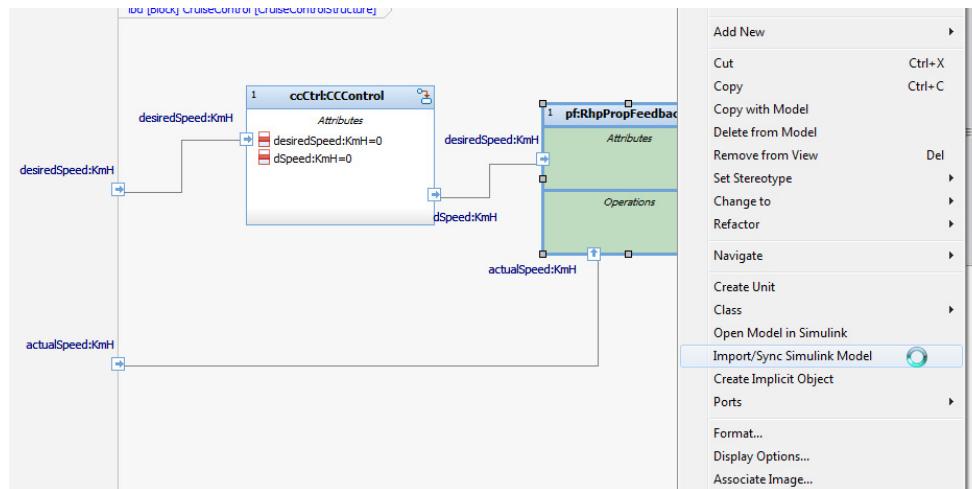 ibd [Block] CruiseControl [CruiseControlStructure]
1 ccCtrl:CCControl
Attributes
desiredSpeed:KmH=0
dSpeed:KmH=0
desiredSpeed:KmH
desiredSpeed:KmH
desiredSpeed:KmH
dSpeed:KmH
1 pf:RhpPropFeedbac
Attributes
Operations
actualSpeed:KmH
actualSpeed:KmH
Add New
Cut Ctrl+X
Copy Ctrl+C
Copy with Model
Delete from Model
Remove from View Del
Set Stereotype
Change to
Refactor
Navigate
Create Unit
Class
Open Model in Simulink
Import/Sync Simulink Model
Create Implicit Object
Ports
Format...
Display Options...
Associate Image...